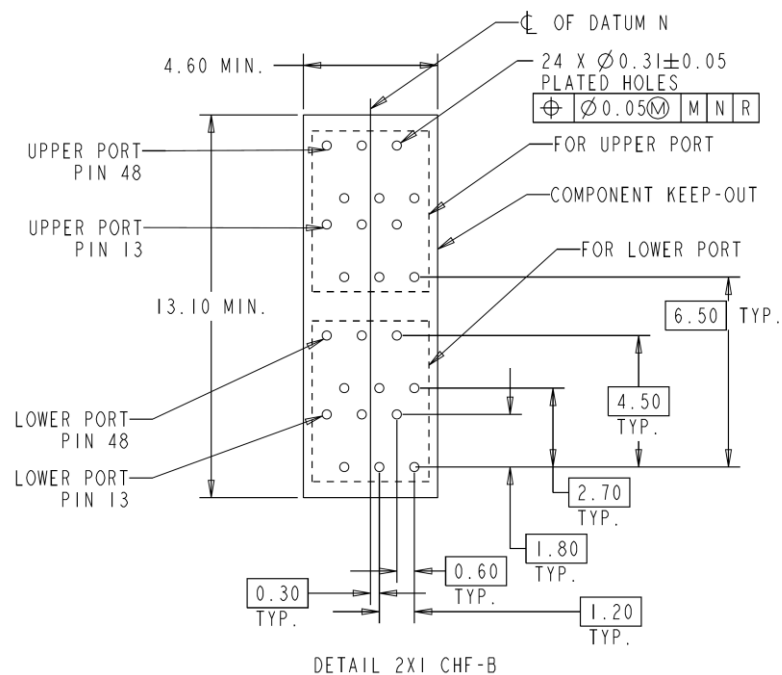 ℄ OF DATUM N
4.60 MIN.
24 X ⌀0.31±0.05
PLATED HOLES
⌖ ⌀0.05Ⓜ M N R
UPPER PORT
PIN 48
FOR UPPER PORT
COMPONENT KEEP-OUT
UPPER PORT
PIN 13
FOR LOWER PORT
13.10 MIN.
6.50 TYP.
4.50
TYP.
LOWER PORT
PIN 48
LOWER PORT
PIN 13
2.70
TYP.
1.80
TYP.
0.60
TYP.
0.30
TYP.
1.20
TYP.
DETAIL 2X1 CHF-B